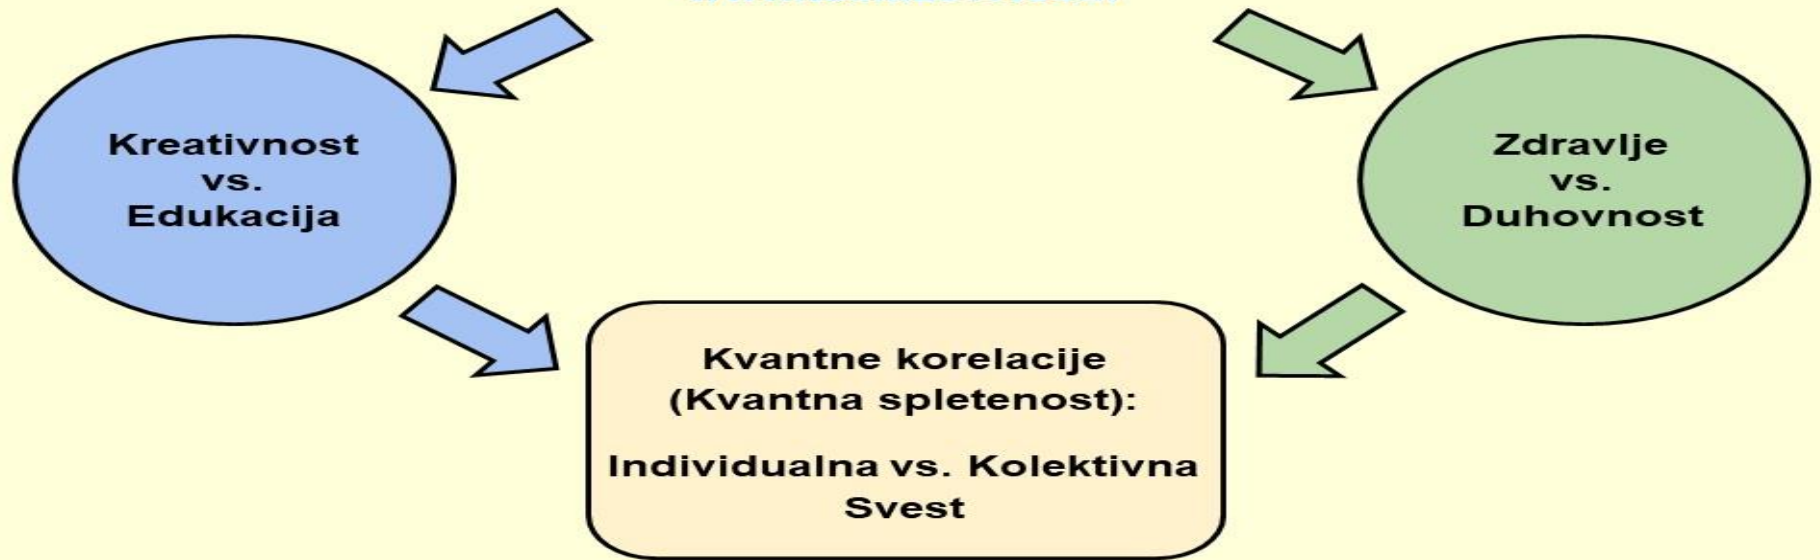 Kreativnost
vs.
Edukacija
Zdravlje
vs.
Duhovnost
Kvantne korelacije
(Kvantna spletenost):
Individualna vs. Kolektivna
Svest